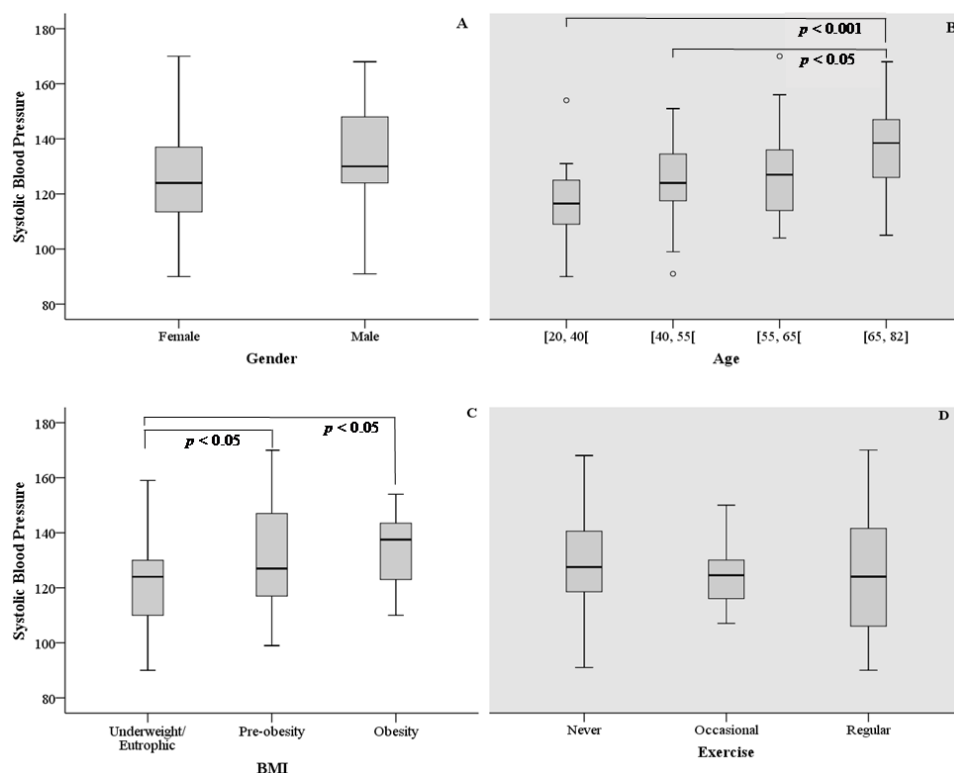 A
Systolic Blood Pressure
180
160
140
120
100
80
Female
Male
Gender
B
p < 0.001
p < 0.05
[20, 40[
[40, 55[
[55, 65[
[65, 82]
Age
C
Systolic Blood Pressure
180
160
140
120
100
80
p < 0.05
p < 0.05
Underweight/
Eutrophic
Pre-obesity
Obesity
BMI
D
Never
Occasional
Regular
Exercise